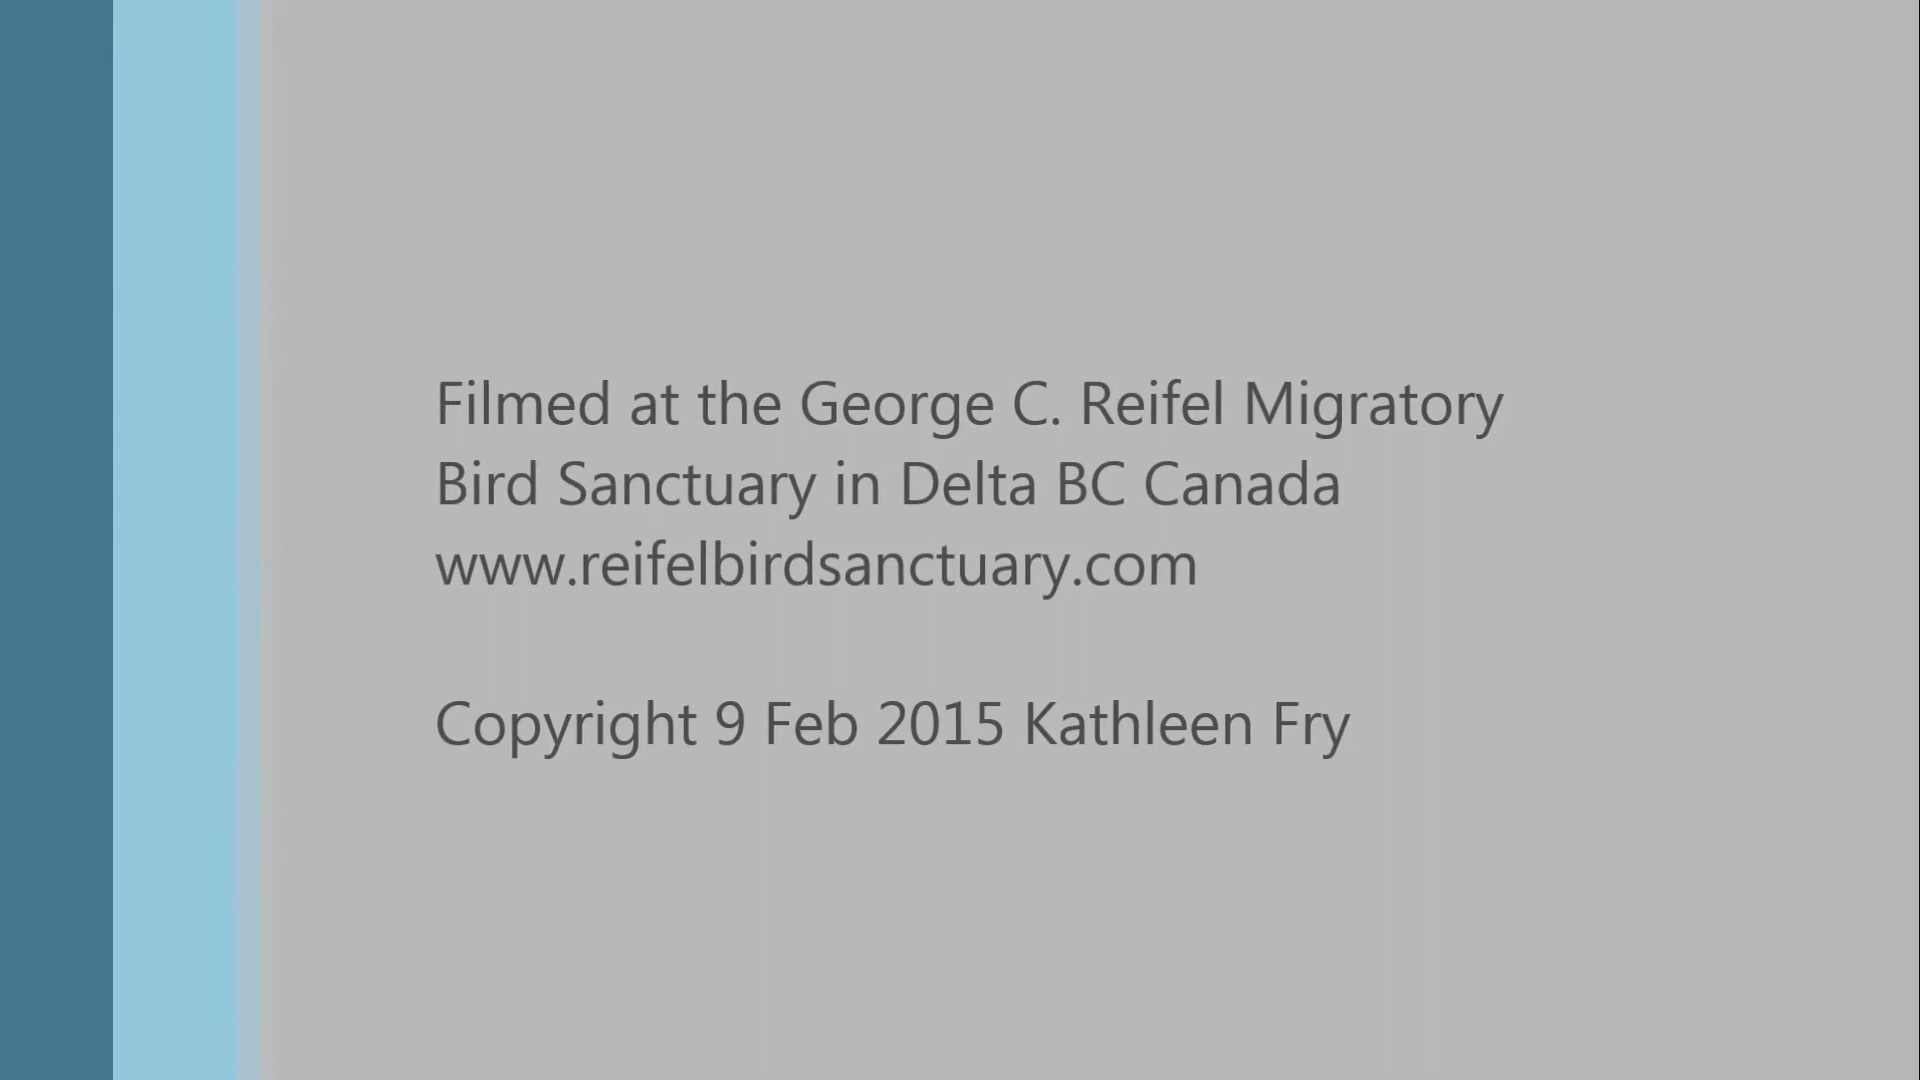 Filmed at the George C. Reifel Migratory
Bird Sanctuary in Delta BC Canada
www.reifelbirdsanctuary.com
Copyright 9 Feb 2015 Kathleen Fry